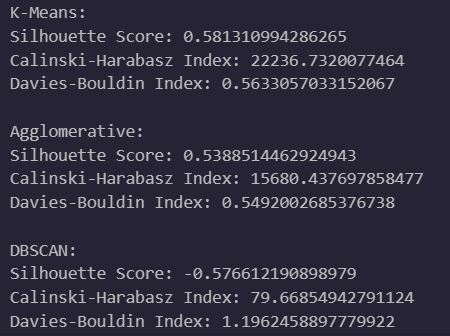 K-Means:
Silhouette Score: 0.581310994286265
Calinski-Harabasz Index: 22236.7320077464
Davies-Bouldin Index: 0.5633057033152067
Agglomerative:
Silhouette Score: 0.5388514462924943
Calinski-Harabasz Index: 15680.437697858477
Davies-Bouldin Index: 0.5492002685376738
DBSCAN:
Silhouette Score: -0.576612190898979
Calinski-Harabasz Index: 79.66854942791124
Davies-Bouldin Index: 1.1962458897779922